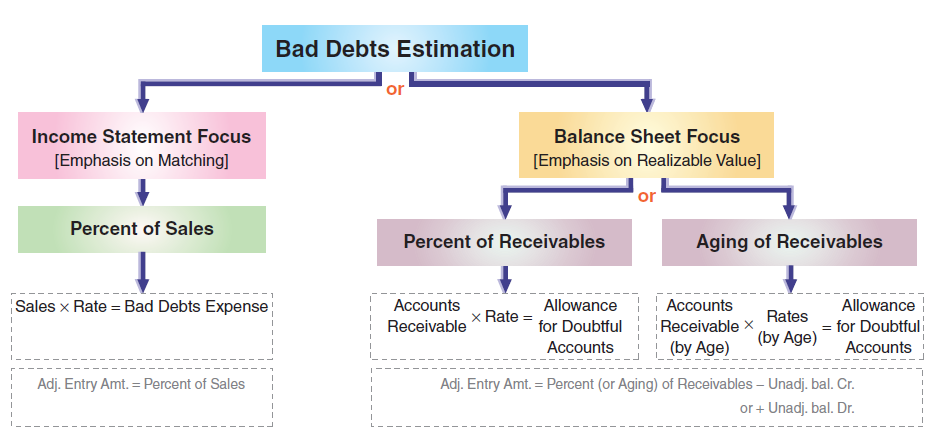 Bad Debts Estimation
or
Income Statement Focus
[Emphasis on Matching]
Balance Sheet Focus
[Emphasis on Realizable Value]
or
Percent of Sales
Percent of Receivables
Aging of Receivables
Sales × Rate = Bad Debts Expense
Accounts
Receivable × Rate = Allowance
for Doubtful
Accounts
Accounts
Receivable
(by Age) × Rates
(by Age) = Allowance
for Doubtful
Accounts
Adj. Entry Amt. = Percent of Sales
Adj. Entry Amt. = Percent (or Aging) of Receivables – Unadj. bal. Cr.
or + Unadj. bal. Dr.